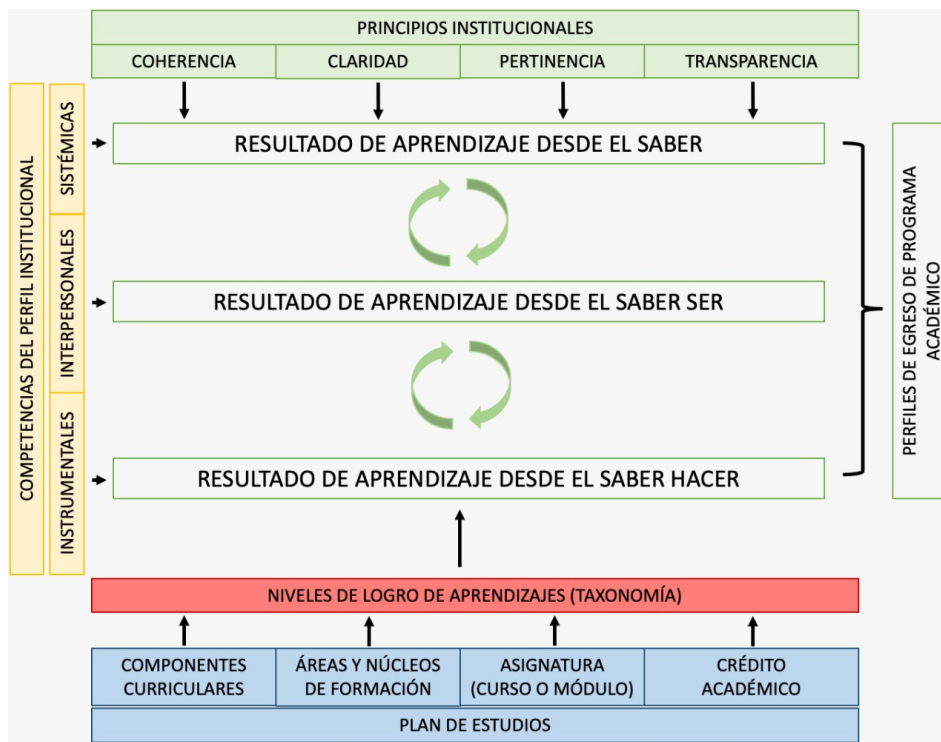 PRINCIPIOS INSTITUCIONALES
COHERENCIA
CLARIDAD
PERTINENCIA
TRANSPARENCIA
COMPETENCIAS DEL PERFIL INSTITUCIONAL
SISTÉMICAS
INTERPERSONALES
INSTRUMENTALES
RESULTADO DE APRENDIZAJE DESDE EL SABER
RESULTADO DE APRENDIZAJE DESDE EL SABER SER
RESULTADO DE APRENDIZAJE DESDE EL SABER HACER
PERFILES DE EGRESO DE PROGRAMA
ACADÉMICO
NIVELES DE LOGRO DE APRENDIZAJES (TAXONOMÍA)
COMPONENTES
CURRICULARES
ÁREAS Y NÚCLEOS
DE FORMACIÓN
ASIGNATURA
(CURSO O MÓDULO)
CRÉDITO
ACADÉMICO
PLAN DE ESTUDIOS